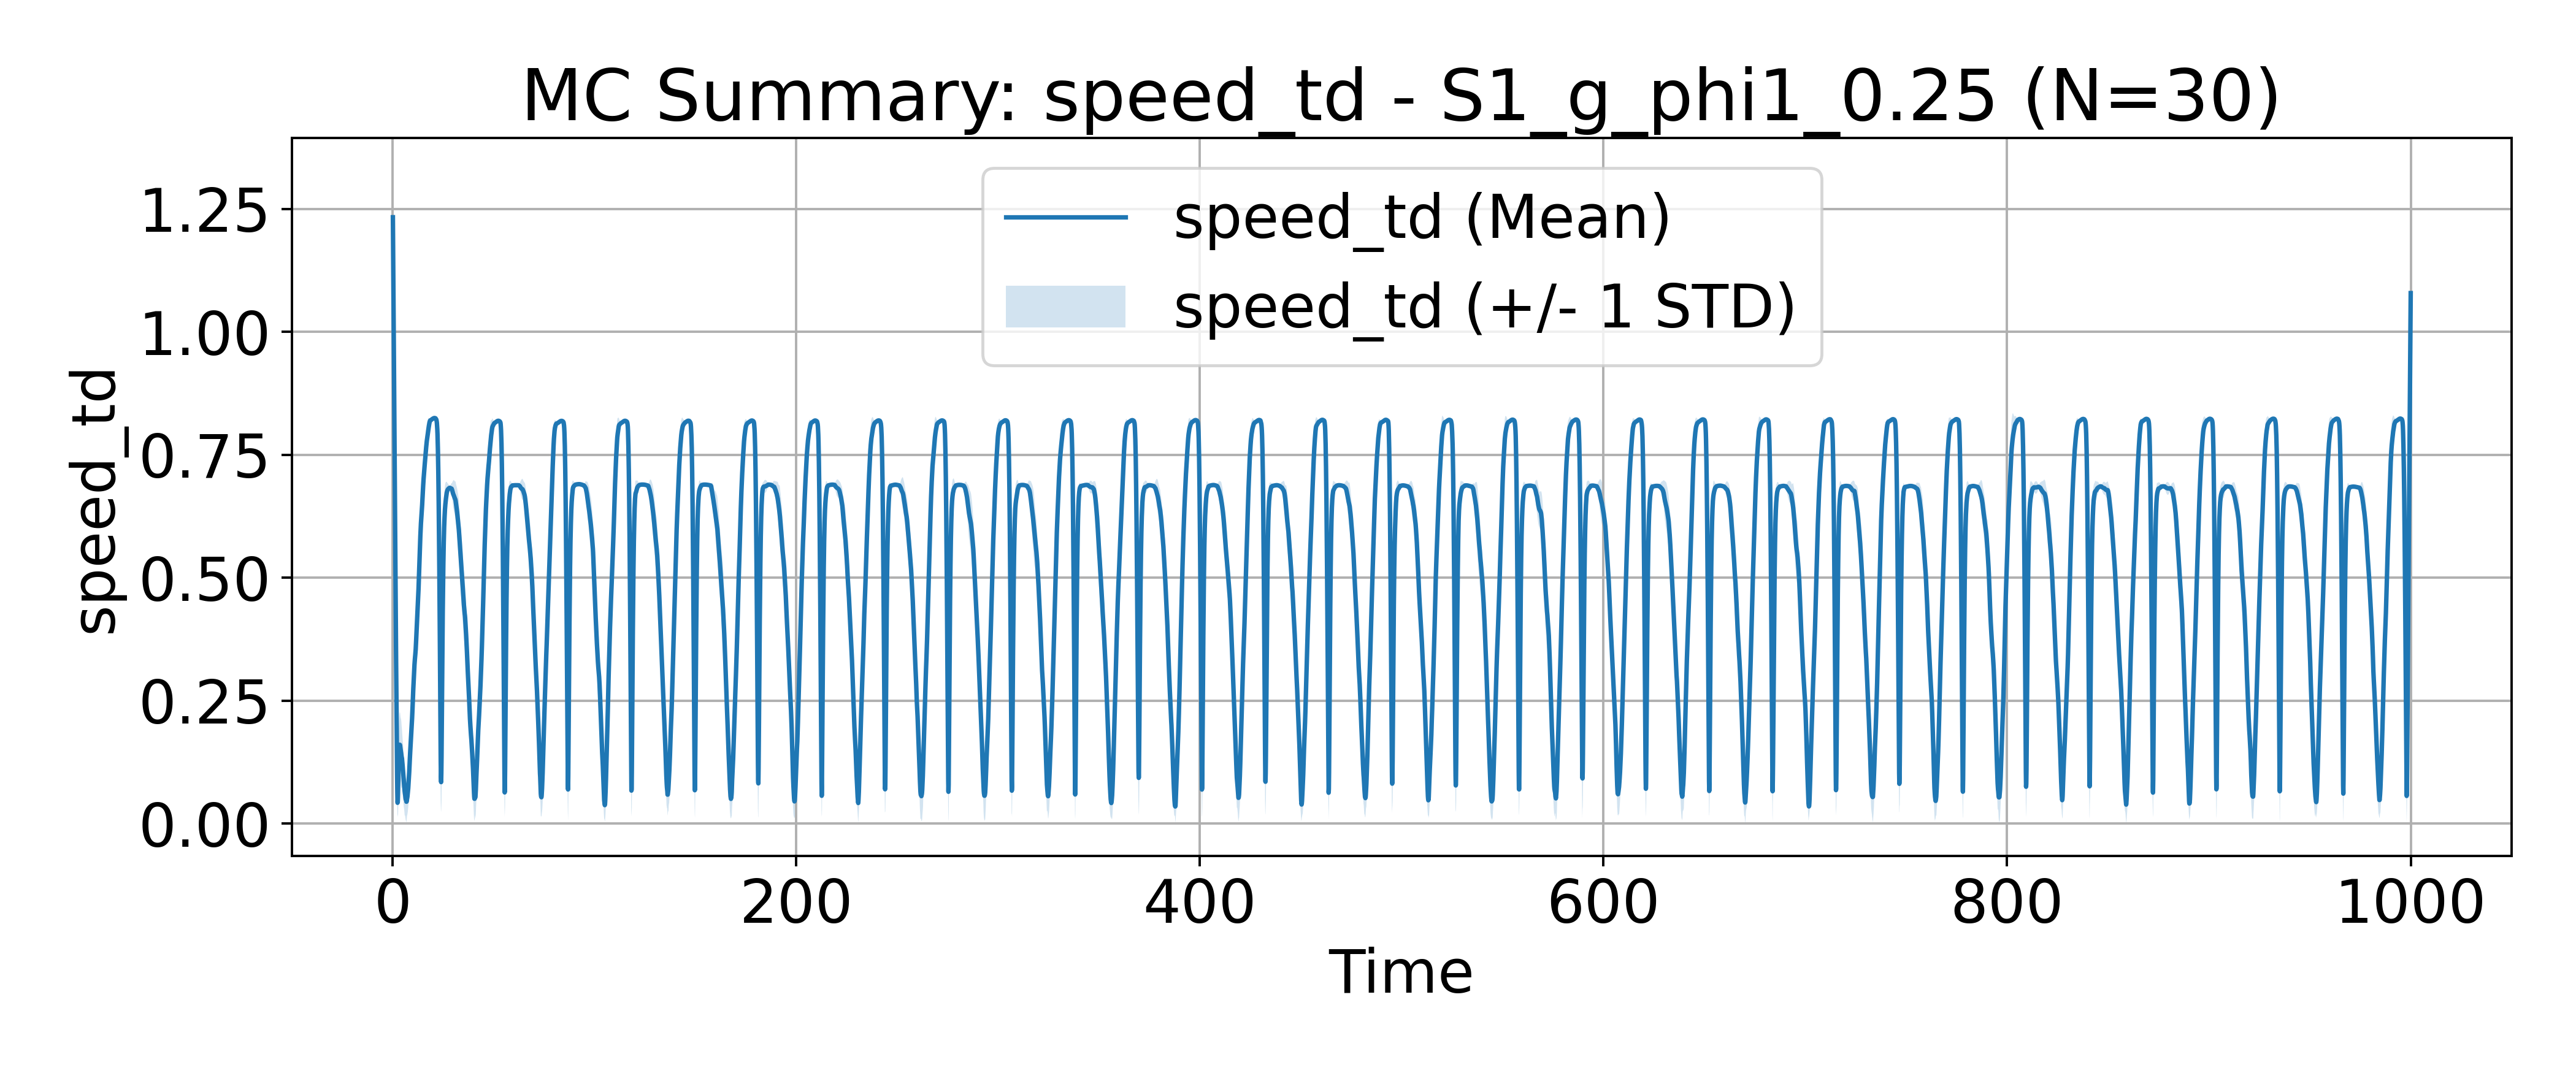 MC Summary: speed_td - S1_g_phi1_0.25 (N=30)
speed_td (Mean)
speed_td (+/- 1 STD)
speed_td
1.25
1.00
0.75
0.50
0.25
0.00
0 200 400 600 800 1000
Time